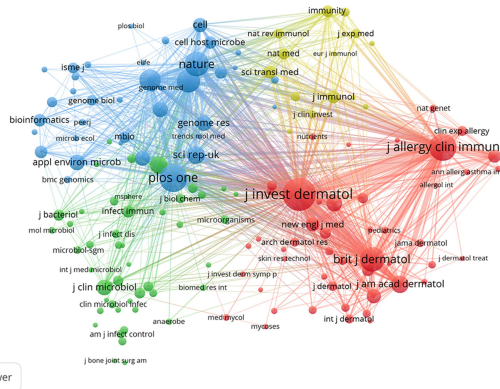 immunity
plos biol
cell
nat rev immunol
j exp med
cell host microbe
nat med
eur j immunol
elife
nature
isme j
sci transl med
genome med
genome biol
j immunol
nat genet
bioinformatics
peerj
genome res
j clin invest
clin exp allergy
microb ecol
mbio
trends mol med
nutrients
j allergy clin immun
appl environ microb
sci rep-uk
ann allergy asthma im
bmc genomics
plos one
allergol int
msphere
j biol chem
j invest dermatol
j bacteriol
infect immun
microorganisms
new engl j med
mol microbiol
j infect dis
pediatrics
arch dermatol res
jama dermatol
microbiol-sgm
skin res technol
brit j dermatol
j dermatol treat
int j med microbiol
j invest derm symp p
j clin microbiol
biomed res int
j dermatol
j am acad dermatol
clin microbiol infec
anaerobe
med mycol
int j dermatol
mycoses
am j infect control
j bone joint surg am
wer